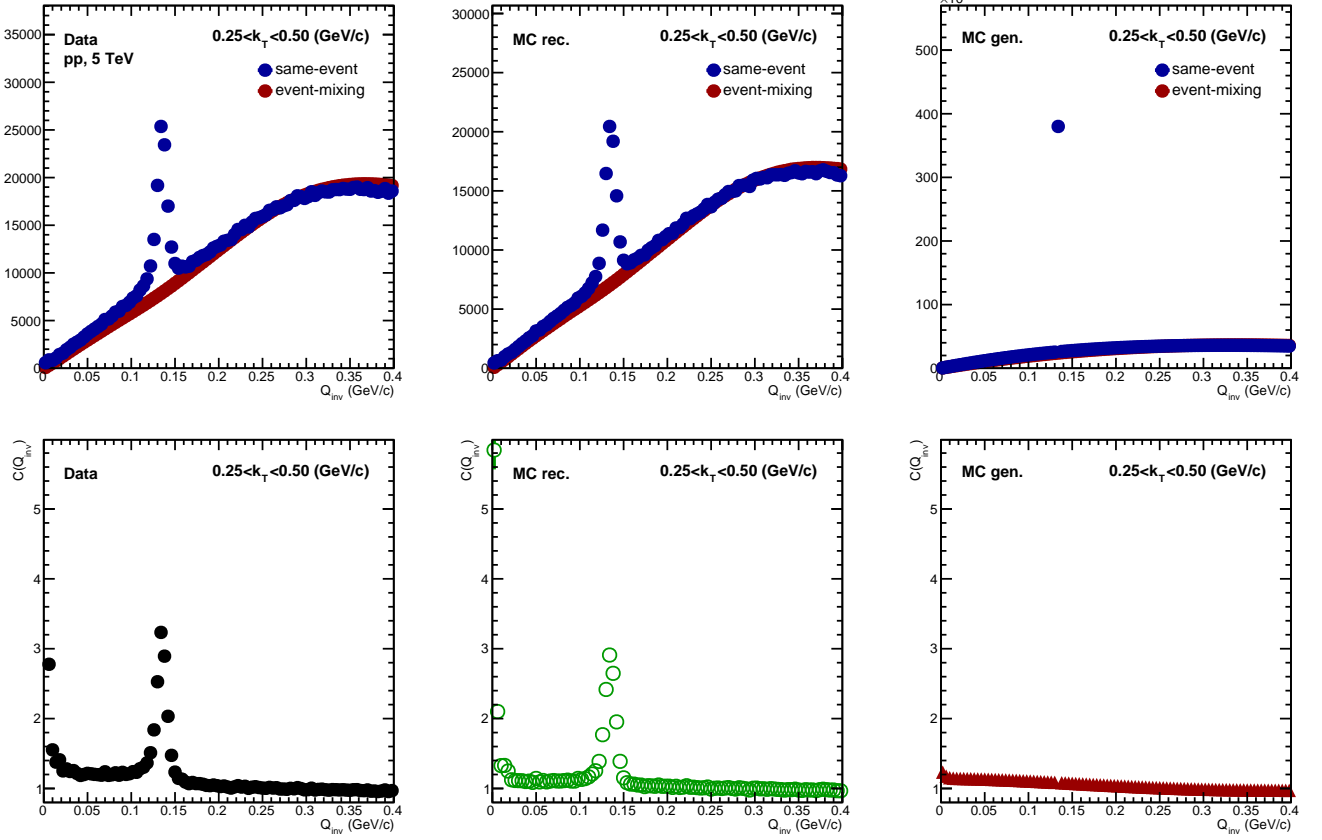 Data
pp, 5 TeV
0.25<k_T<0.50 (GeV/c)
same-event
event-mixing
35000
30000
25000
20000
15000
10000
5000
0
0 0.05 0.1 0.15 0.2 0.25 0.3 0.35 0.4
Q_inv (GeV/c)
MC rec.
0.25<k_T<0.50 (GeV/c)
same-event
event-mixing
30000
25000
20000
15000
10000
5000
0
0 0.05 0.1 0.15 0.2 0.25 0.3 0.35 0.4
Q_inv (GeV/c)
MC gen.
0.25<k_T<0.50 (GeV/c)
same-event
event-mixing
500
400
300
200
100
0
0 0.05 0.1 0.15 0.2 0.25 0.3 0.35 0.4
Q_inv (GeV/c)
C(Q_inv)
Data
0.25<k_T<0.50 (GeV/c)
5
4
3
2
1
0 0.05 0.1 0.15 0.2 0.25 0.3 0.35 0.4
Q_inv (GeV/c)
C(Q_inv)
MC rec.
0.25<k_T<0.50 (GeV/c)
5
4
3
2
1
0 0.05 0.1 0.15 0.2 0.25 0.3 0.35 0.4
Q_inv (GeV/c)
C(Q_inv)
MC gen.
0.25<k_T<0.50 (GeV/c)
5
4
3
2
1
0 0.05 0.1 0.15 0.2 0.25 0.3 0.35 0.4
Q_inv (GeV/c)